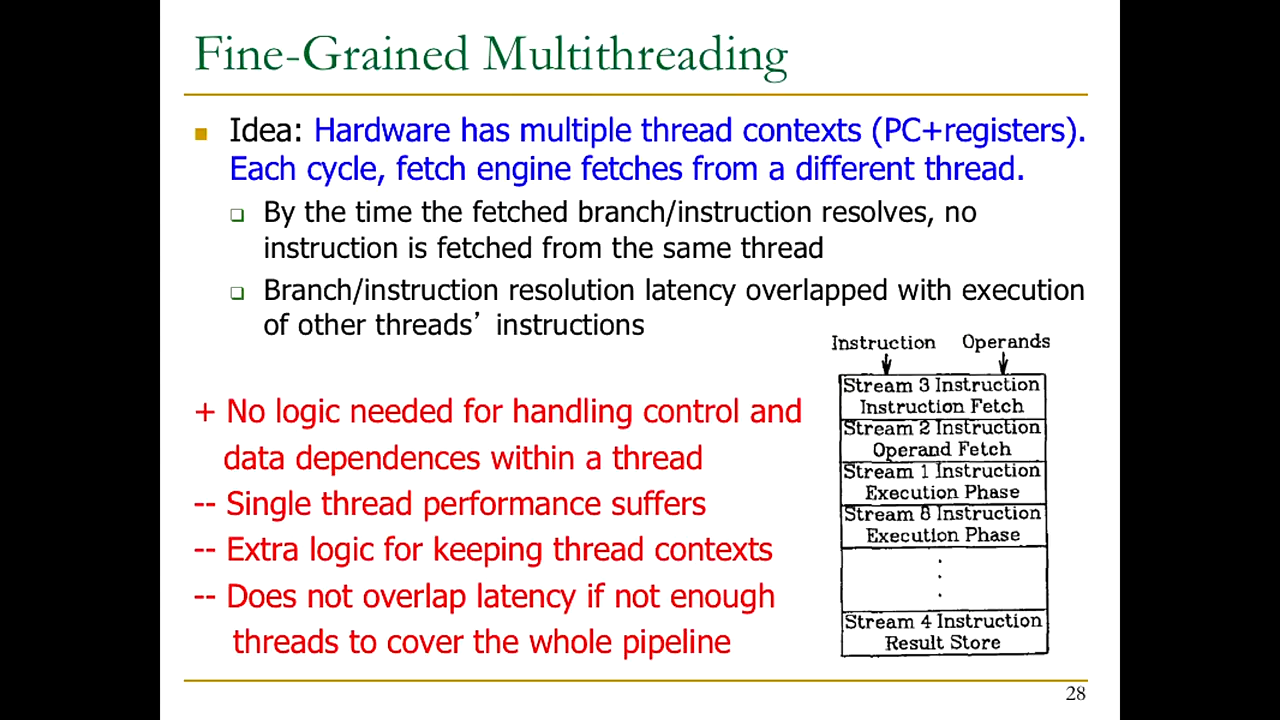 Fine-Grained Multithreading
Idea: Hardware has multiple thread contexts (PC+registers).
Each cycle, fetch engine fetches from a different thread.
By the time the fetched branch/instruction resolves, no
instruction is fetched from the same thread
Branch/instruction resolution latency overlapped with execution
of other threads’ instructions
+ No logic needed for handling control and
data dependences within a thread
-- Single thread performance suffers
-- Extra logic for keeping thread contexts
-- Does not overlap latency if not enough
threads to cover the whole pipeline
Instruction Operands
Stream 3 Instruction
Instruction Fetch
Stream 2 Instruction
Operand Fetch
Stream 1 Instruction
Execution Phase
Stream 8 Instruction
Execution Phase
.
.
.
Stream 4 Instruction
Result Store
28